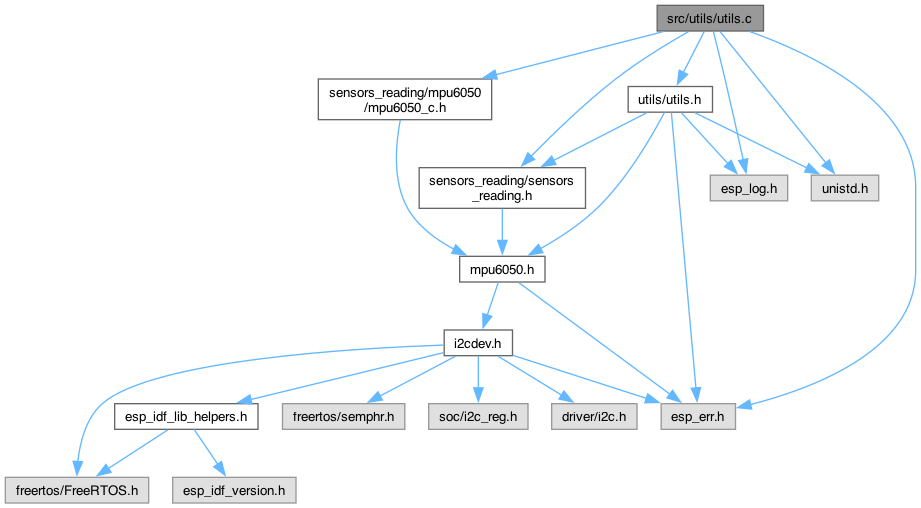 src/utils/utils.c
sensors_reading/mpu6050
/mpu6050_c.h
utils/utils.h
sensors_reading/sensors
_reading.h
esp_log.h
unistd.h
mpu6050.h
i2cdev.h
esp_idf_lib_helpers.h
freertos/semphr.h
soc/i2c_reg.h
driver/i2c.h
esp_err.h
freertos/FreeRTOS.h
esp_idf_version.h